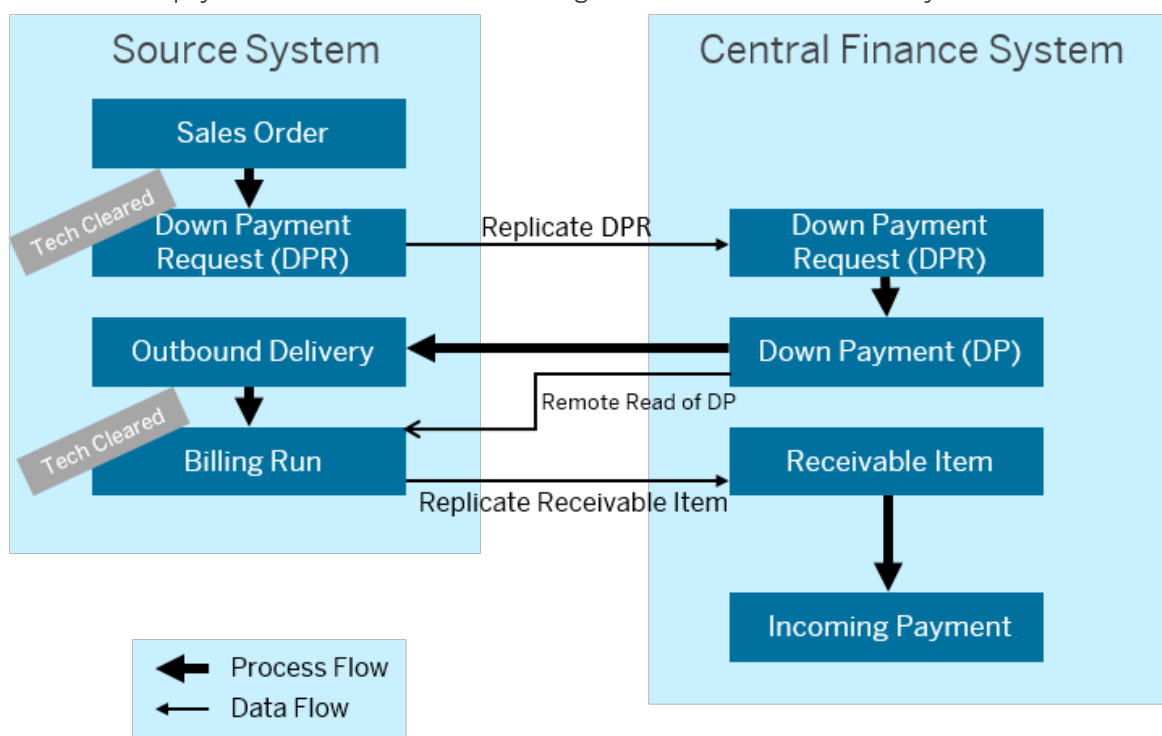 Source System
Central Finance System
Sales Order
Tech Cleared
Down Payment
Request (DPR)
Replicate DPR
Down Payment
Request (DPR)
Outbound Delivery
Down Payment (DP)
Remote Read of DP
Tech Cleared
Billing Run
Receivable Item
Replicate Receivable Item
Incoming Payment
Process Flow
Data Flow